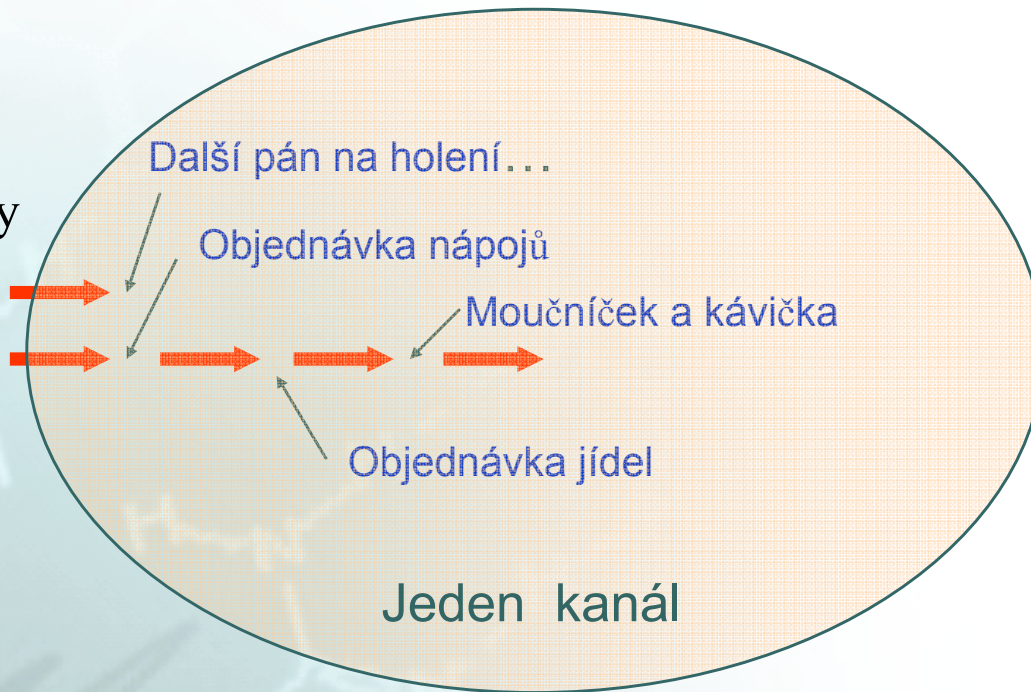 Další pán na holení…
y
Objednávka nápojů
Moučníček a kávička
Objednávka jídel
Jeden kanál